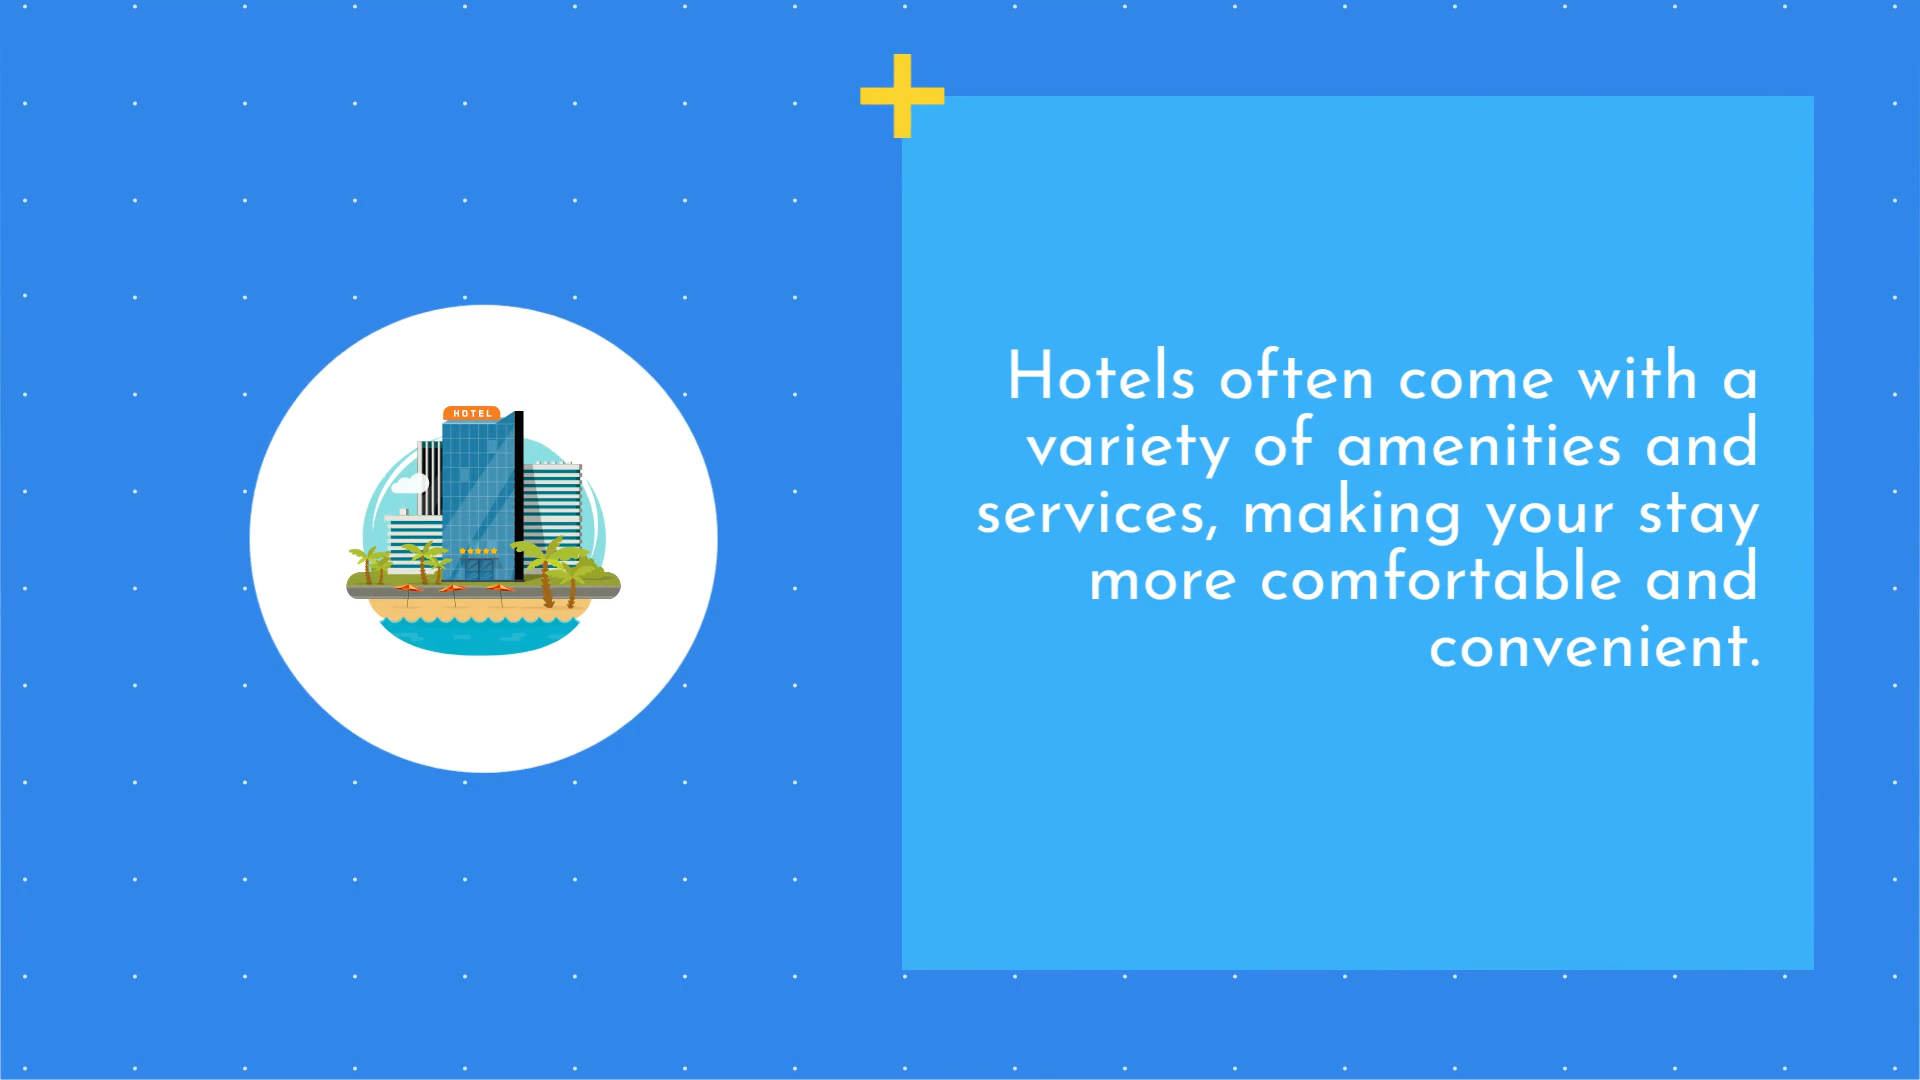 HOTEL
Hotels often come with a
variety of amenities and
services, making your stay
more comfortable and
convenient.